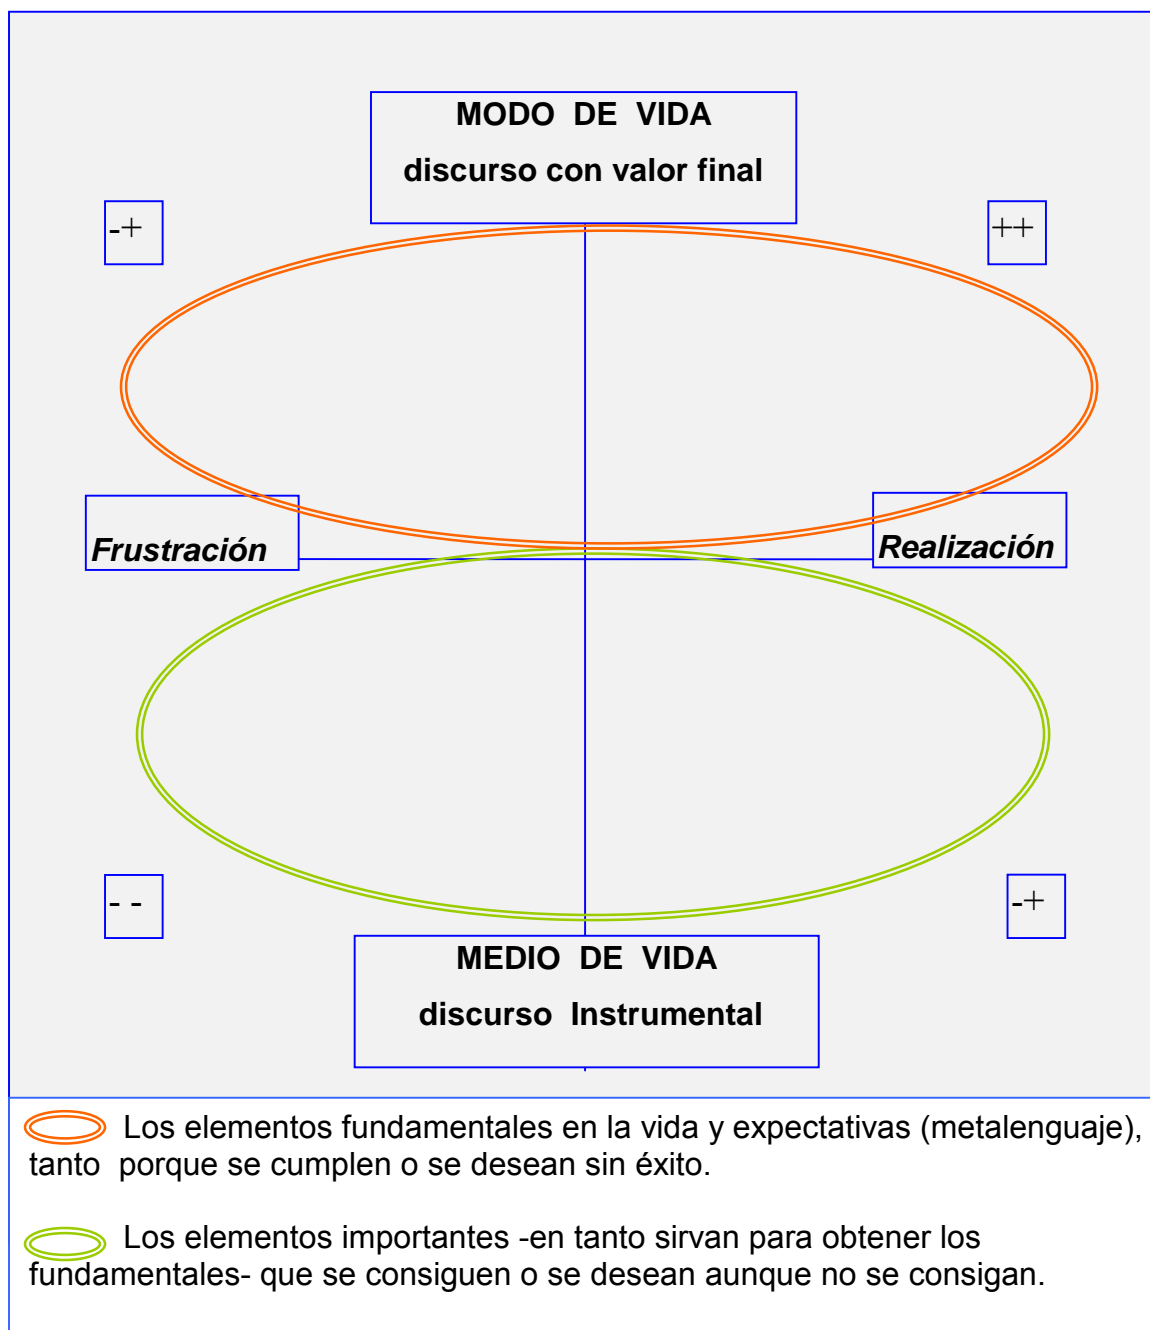 MODO DE VIDA
discurso con valor final
-+
++
Frustración
Realización
- -
-+
MEDIO DE VIDA
discurso Instrumental
Los elementos fundamentales en la vida y expectativas (metalenguaje),
tanto porque se cumplen o se desean sin éxito.
Los elementos importantes -en tanto sirvan para obtener los
fundamentales- que se consiguen o se desean aunque no se consigan.